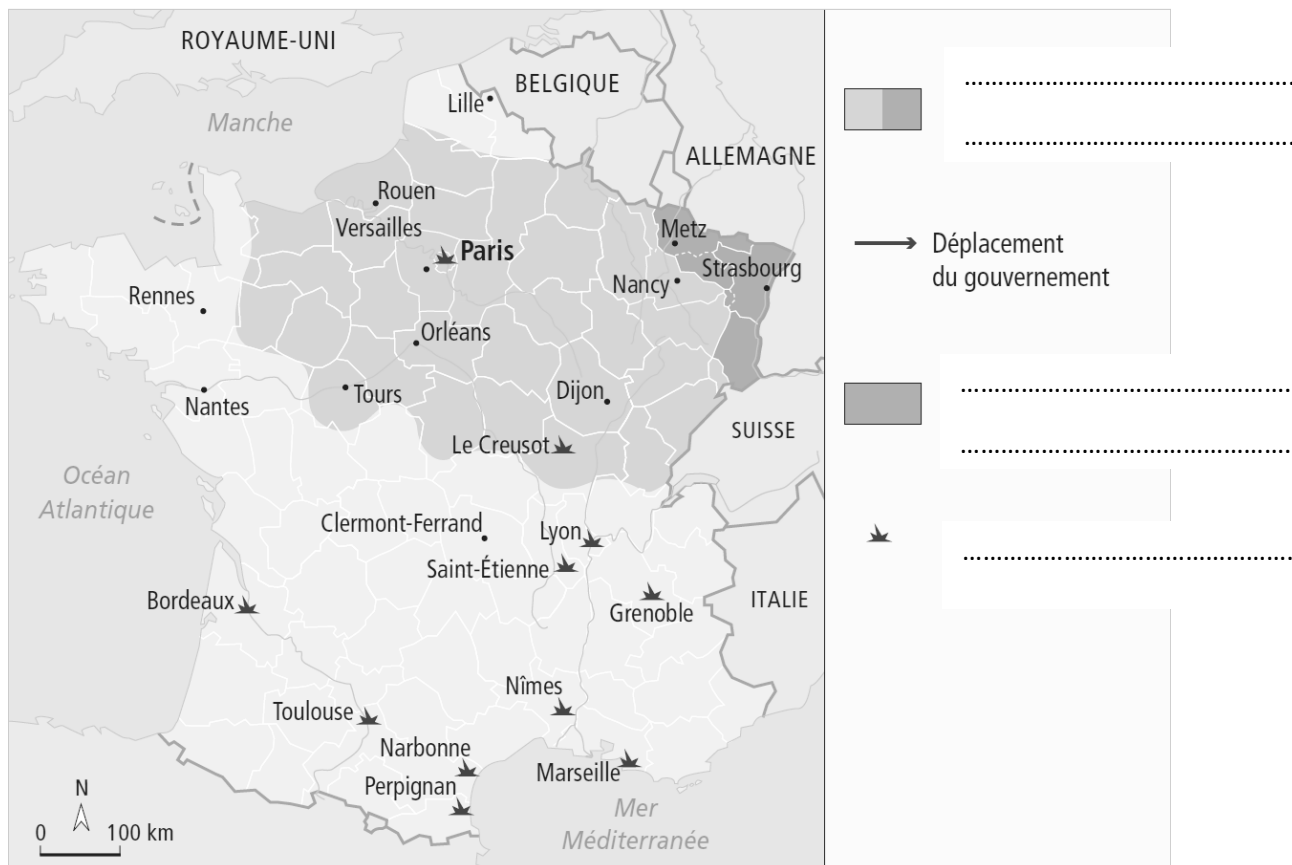 ROYAUME-UNI
BELGIQUE
Lille
Manche
ALLEMAGNE
Rouen
Versailles
Metz
Paris
Strasbourg
Nancy
Rennes
Orléans
Tours
Dijon
Nantes
SUISSE
Le Creusot
Océan
Atlantique
Clermont-Ferrand
Lyon
Saint-Étienne
Bordeaux
Grenoble
ITALIE
Nîmes
Toulouse
Narbonne
Marseille
Perpignan
Mer
Méditerranée
N
0 100 km
Déplacement
du gouvernement